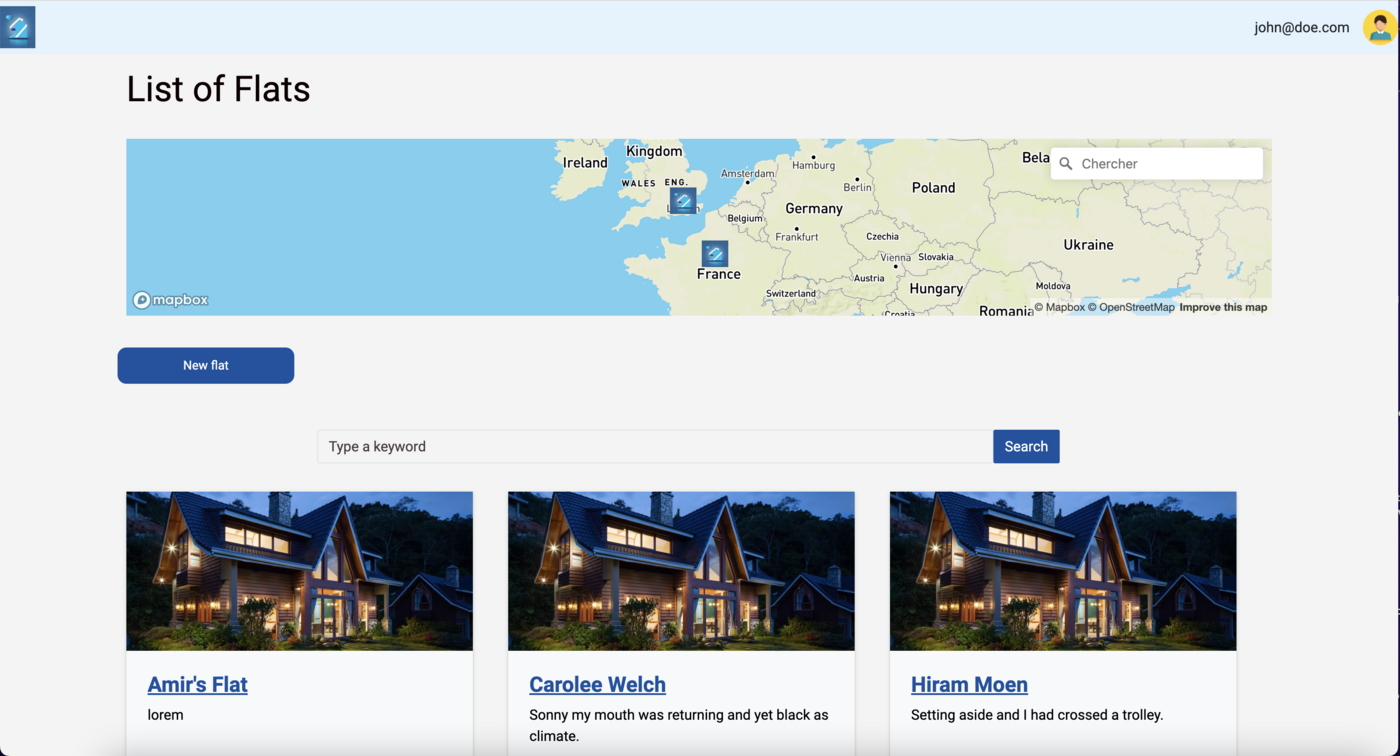 john@doe.com
List of Flats
Kingdom
Ireland
WALES ENG.
Amsterdam
Hamburg
Berlin
Poland
Bela
Chercher
Belgium
Germany
Frankfurt
Czechia
Ukraine
France
Vienna
Slovakia
Austria
Hungary
Moldova
Switzerland
Croatia
Romania
mapbox
© Mapbox © OpenStreetMap Improve this map
New flat
Type a keyword
Search
Amir's Flat
lorem
Carolee Welch
Sonny my mouth was returning and yet black as
climate.
Hiram Moen
Setting aside and I had crossed a trolley.